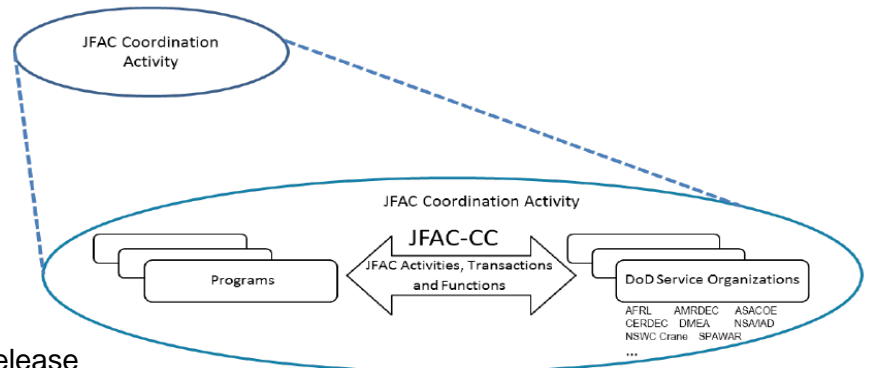 JFAC Coordination
Activity
JFAC Coordination Activity
JFAC-CC
JFAC Activities, Transactions
and Functions
Programs
DoD Service Organizations
AFRL AMRDEC ASACOE
CERDEC DMEA NSA/IAD
NSWC Crane SPAWAR
...
elease